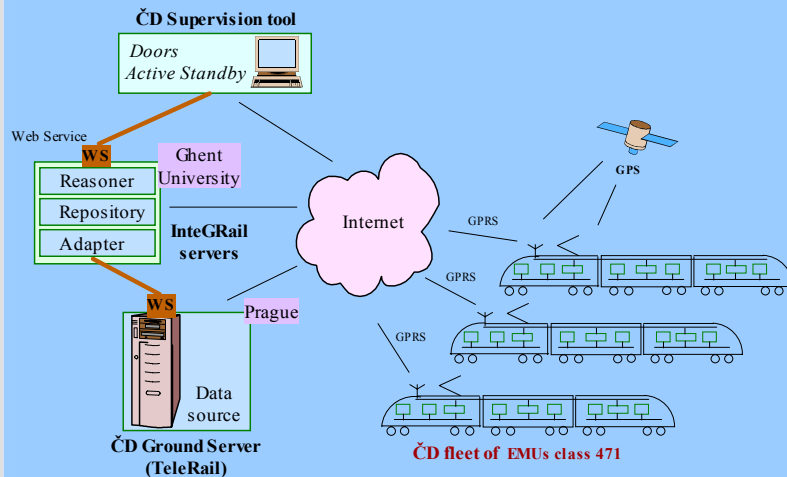 ČD Supervision tool
Doors
Active Standby
Web Service
WS
Ghent
University
Reasoner
Repository
Adapter
InteGRail
servers
Internet
GPS
GPRS
GPRS
GPRS
WS
Prague
Data
source
ČD Ground Server
(TeleRail)
ČD fleet of EMUs class 471